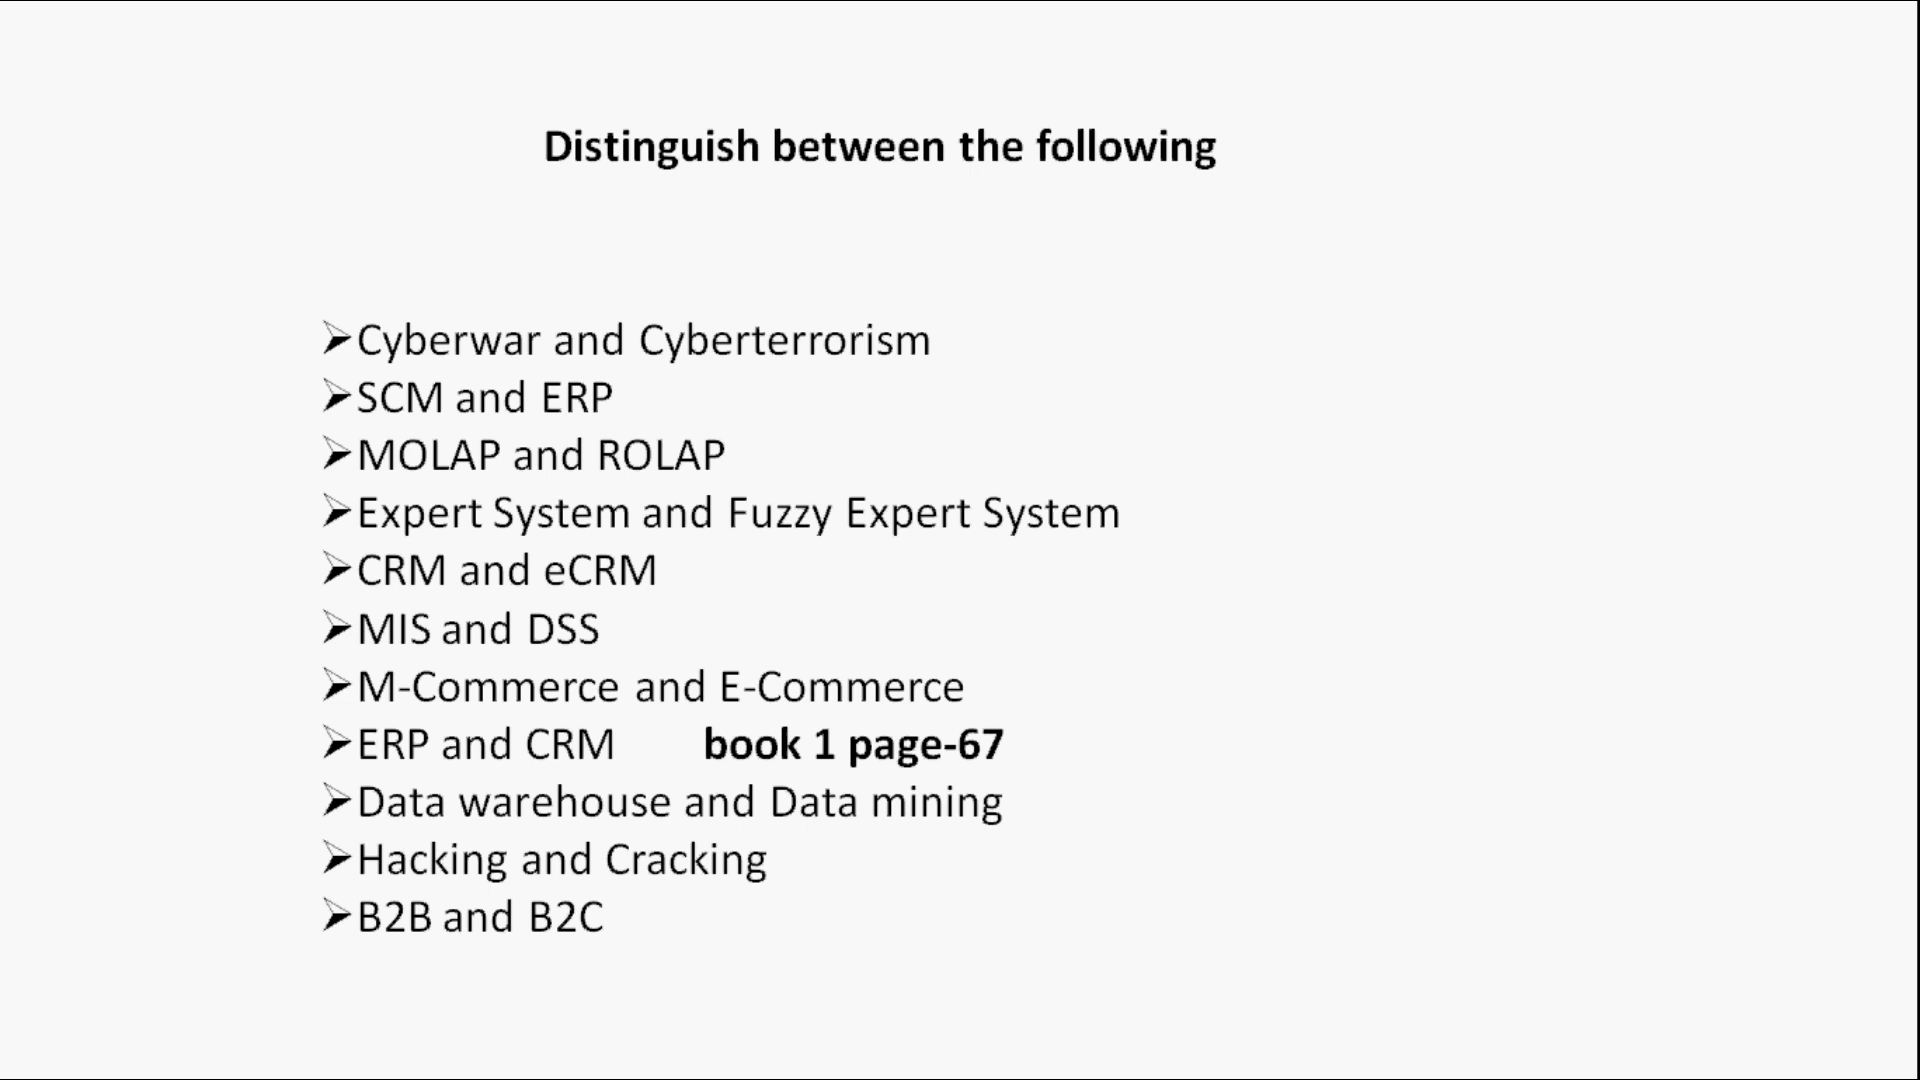 Distinguish between the following
➢Cyberwar and Cyberterrorism
➢SCM and ERP
➢MOLAP and ROLAP
➢Expert System and Fuzzy Expert System
➢CRM and eCRM
➢MIS and DSS
➢M-Commerce and E-Commerce
➢ERP and CRM book 1 page-67
➢Data warehouse and Data mining
➢Hacking and Cracking
➢B2B and B2C